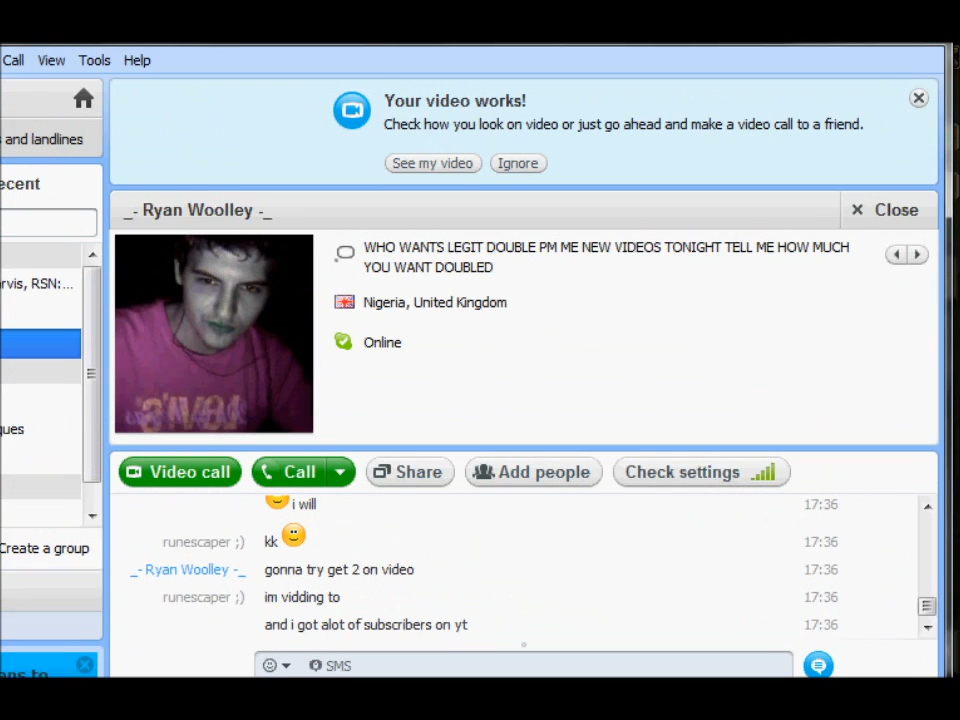 Call View Tools Help
Your video works!
Check how you look on video or just go ahead and make a video call to a friend.
See my video Ignore
s and landlines
ecent
_- Ryan Woolley -_
Close
WHO WANTS LEGIT DOUBLE PM ME NEW VIDEOS TONIGHT TELL ME HOW MUCH
YOU WANT DOUBLED
rvis, RSN:...
Nigeria, United Kingdom
Online
ques
Video call Call Share Add people Check settings
i will 17:36
runescaper ;) kk 17:36
Create a group
_- Ryan Woolley -_ gonna try get 2 on video 17:36
runescaper ;) im vidding to 17:36
and i got alot of subscribers on yt 17:36
SMS
ons to